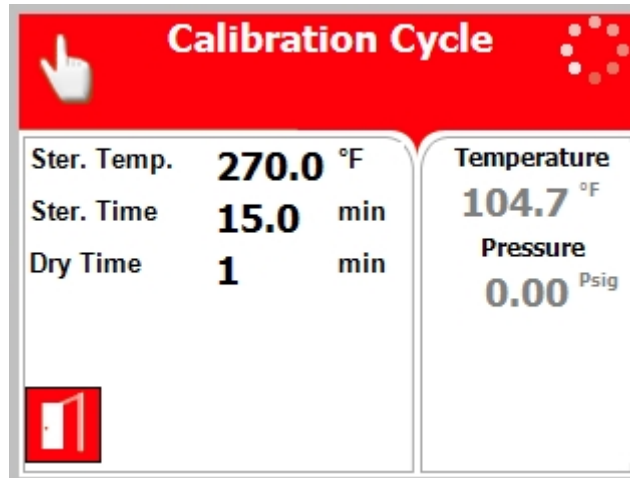 Calibration Cycle
Ster. Temp. 270.0 °F
Ster. Time 15.0 min
Dry Time 1 min
Temperature
104.7 °F
Pressure
0.00 Psig